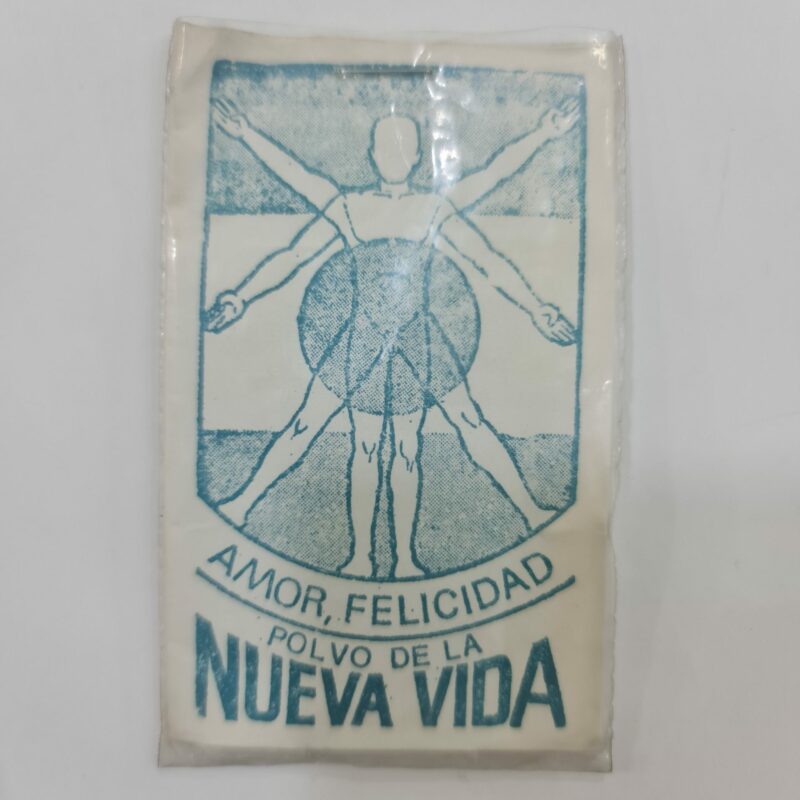 AMOR, FELICIDAD
POLVO DE LA
NUEVA VIDA